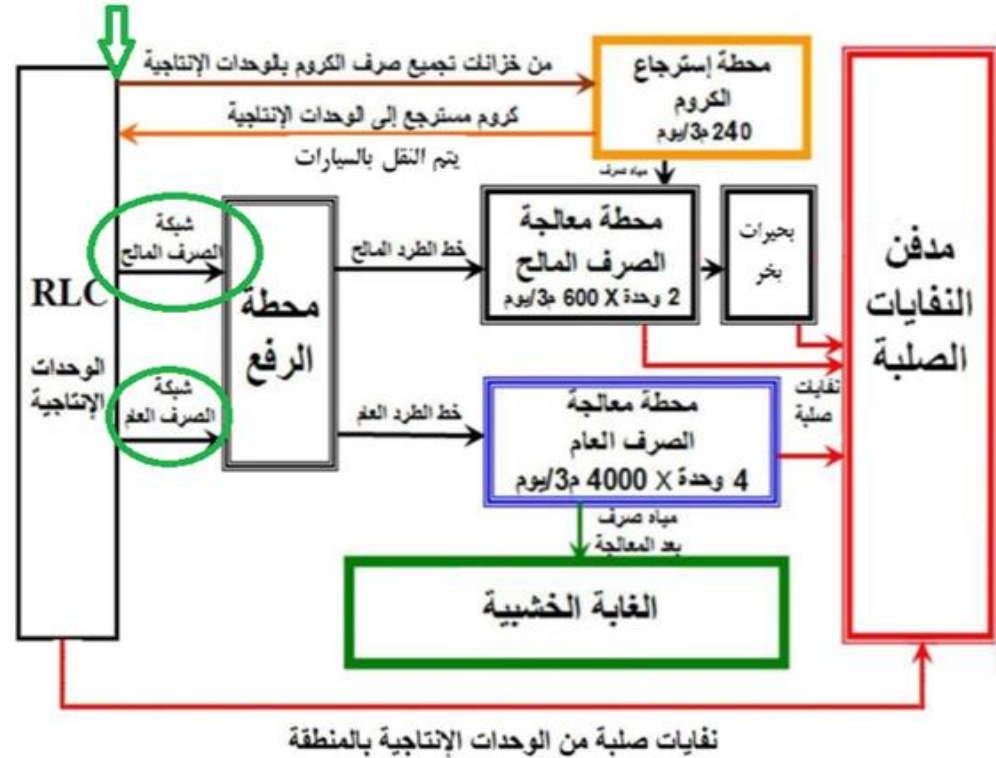 من خزانات تجميع صرف الكروم بالوحدات الإنتاجية
كروم مسترجع إلى الوحدات الإنتاجية
يتم النقل بالسيارات
محطة إسترجاع
الكروم
240 م3/يوم
مياه صرف
RLC
الوحدات
الإنتاجية
شبكة
الصرف المالح
شبكة
الصرف العام
محطة
الرفع
خط الطرد المالح
خط الطرد العام
محطة معالجة
الصرف المالح
2 وحدة X 600 م3/يوم
بحيرات
بخر
محطة معالجة
الصرف العام
4 وحدة X 4000 م3/يوم
نفايات
صلبة
مدفن
النفايات
الصلبة
مياه صرف
بعد المعالجة
الغابة الخشبية
نفايات صلبة من الوحدات الإنتاجية بالمنطقة